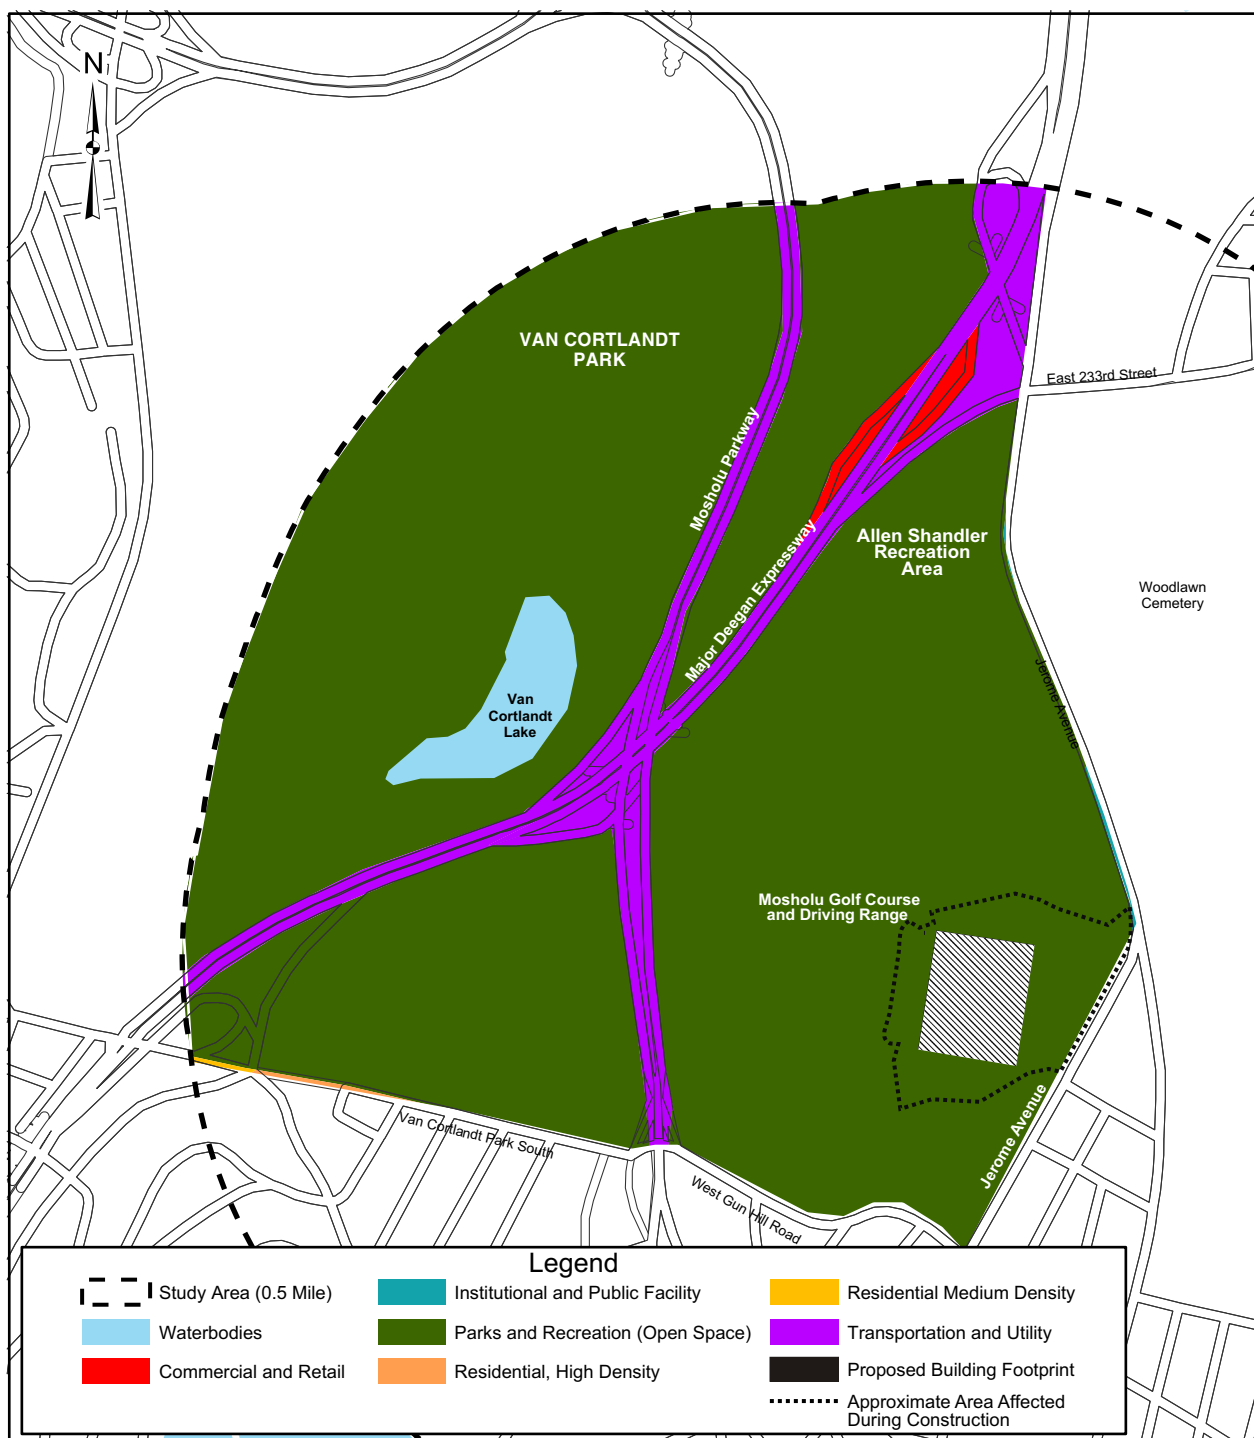 N
VAN CORTLANDT
PARK
East 233rd Street
Mosholu Parkway
Major Deegan Expressway
Allen Shandler
Recreation
Area
Woodlawn
Cemetery
Jerome Avenue
Van
Cortlandt
Lake
Mosholu Golf Course
and Driving Range
Jerome Avenue
Van Cortlandt Park South
West Gun Hill Road
Legend
Study Area (0.5 Mile)
Waterbodies
Commercial and Retail
Institutional and Public Facility
Parks and Recreation (Open Space)
Residential, High Density
Residential Medium Density
Transportation and Utility
Proposed Building Footprint
Approximate Area Affected
During Construction